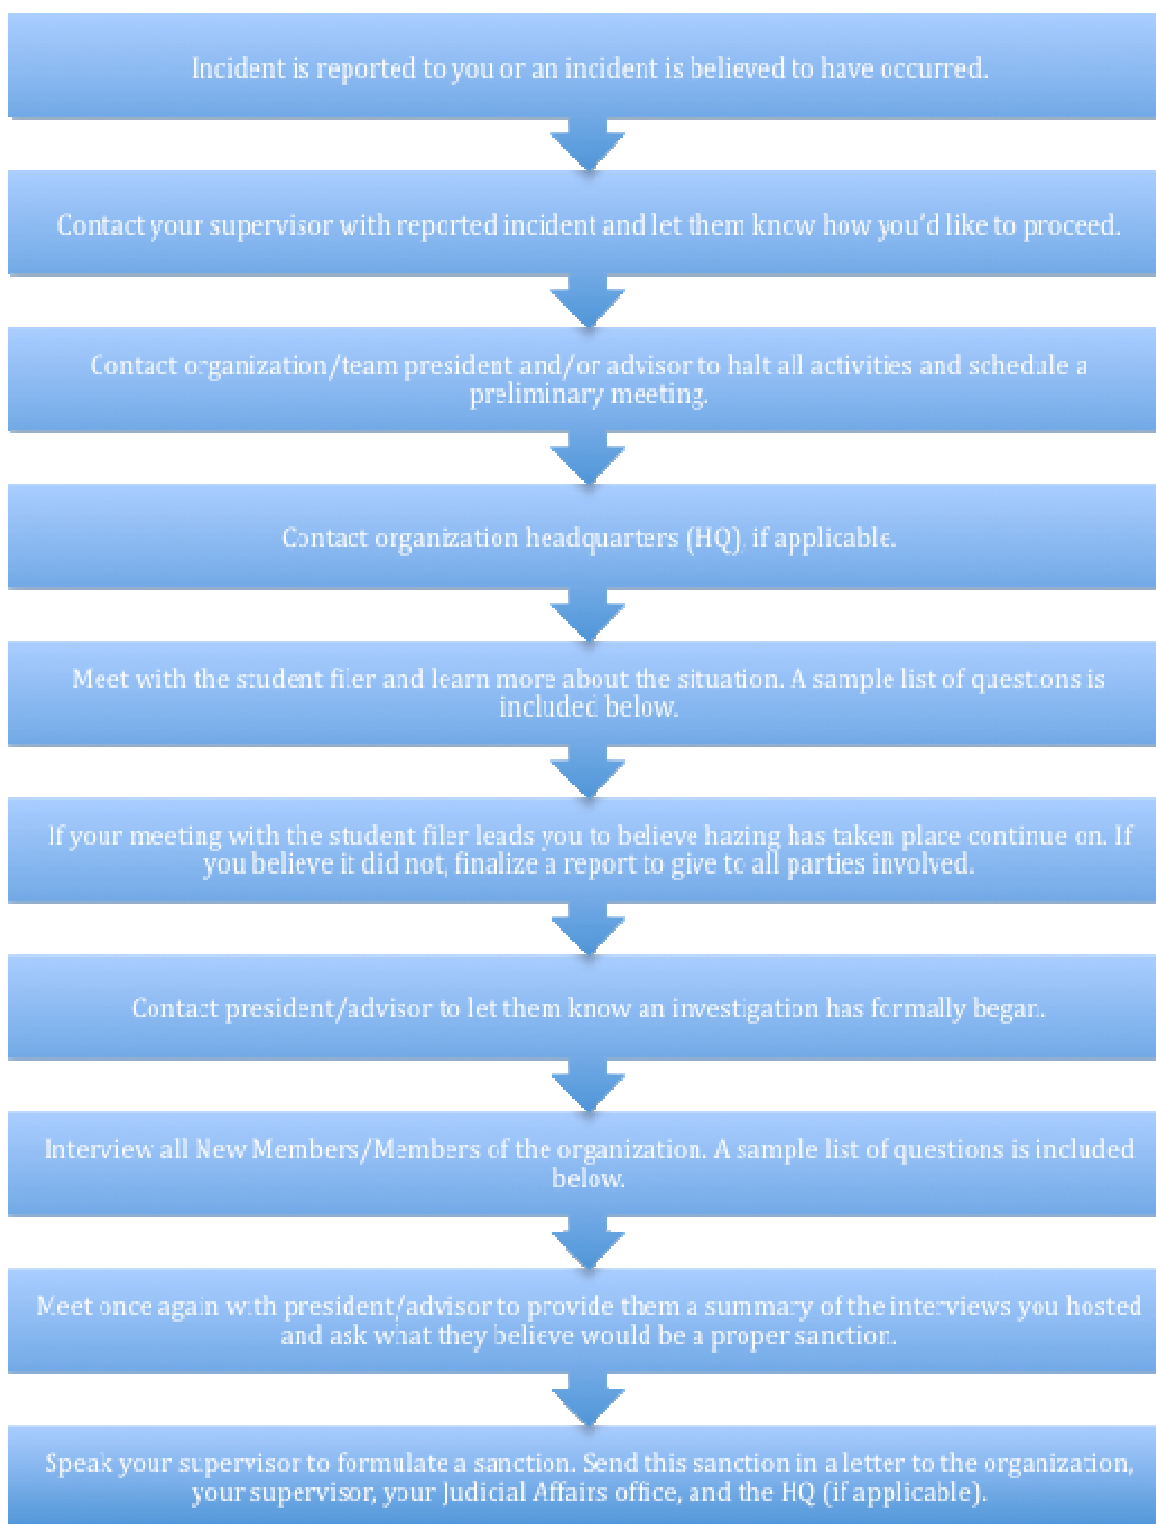 Incident is reported to you or an incident is believed to have occurred.
Contact your supervisor with reported incident and let them know how you'd like to proceed.
Contact organization/team president and/or advisor to halt all activities and schedule a
preliminary meeting.
Contact organization headquarters (HQ), if applicable.
Meet with the student filer and learn more about the situation. A sample list of questions is
included below.
If your meeting with the student filer leads you to believe hazing has taken place continue on. If
you believe it did not, finalize a report to give to all parties involved.
Contact president/advisor to let them know an investigation has formally began.
Interview all New Members/Members of the organization. A sample list of questions is included
below.
Meet once again with president/advisor to provide them a summary of the interviews you hosted
and ask what they believe would be a proper sanction.
Speak your supervisor to formulate a sanction. Send this sanction in a letter to the organization,
your supervisor, your Judicial Affairs office, and the HQ (if applicable).